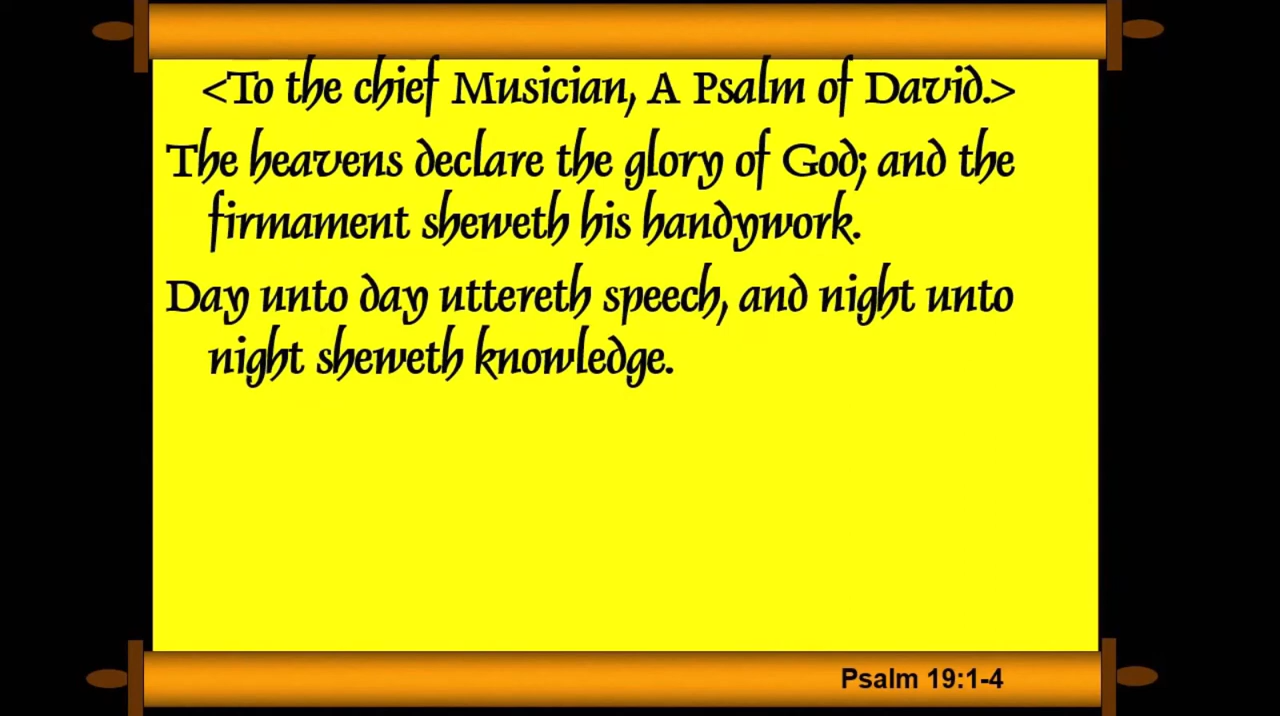 <To the chief Musician, A Psalm of David.>
The heavens declare the glory of God; and the
firmament sheweth his handywork.
Day unto day uttereth speech, and night unto
night sheweth knowledge.
Psalm 19:1-4